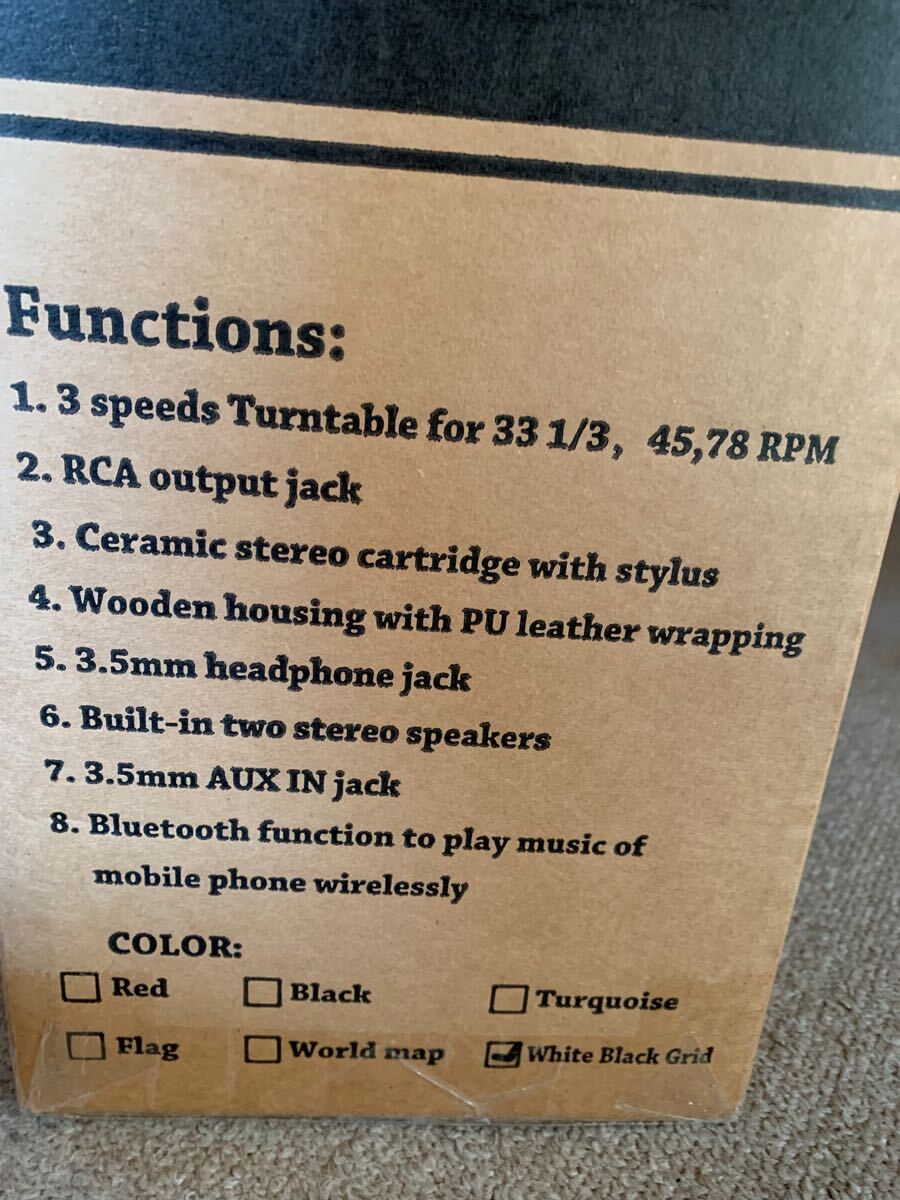 Functions:
1. 3 speeds Turntable for 33 1/3, 45,78 RPM
2. RCA output jack
3. Ceramic stereo cartridge with stylus
4. Wooden housing with PU leather wrapping
5. 3.5mm headphone jack
6. Built-in two stereo speakers
7. 3.5mm AUX IN jack
8. Bluetooth function to play music of
mobile phone wirelessly
COLOR:
Red Black Turquoise
Flag World map White Black Grid